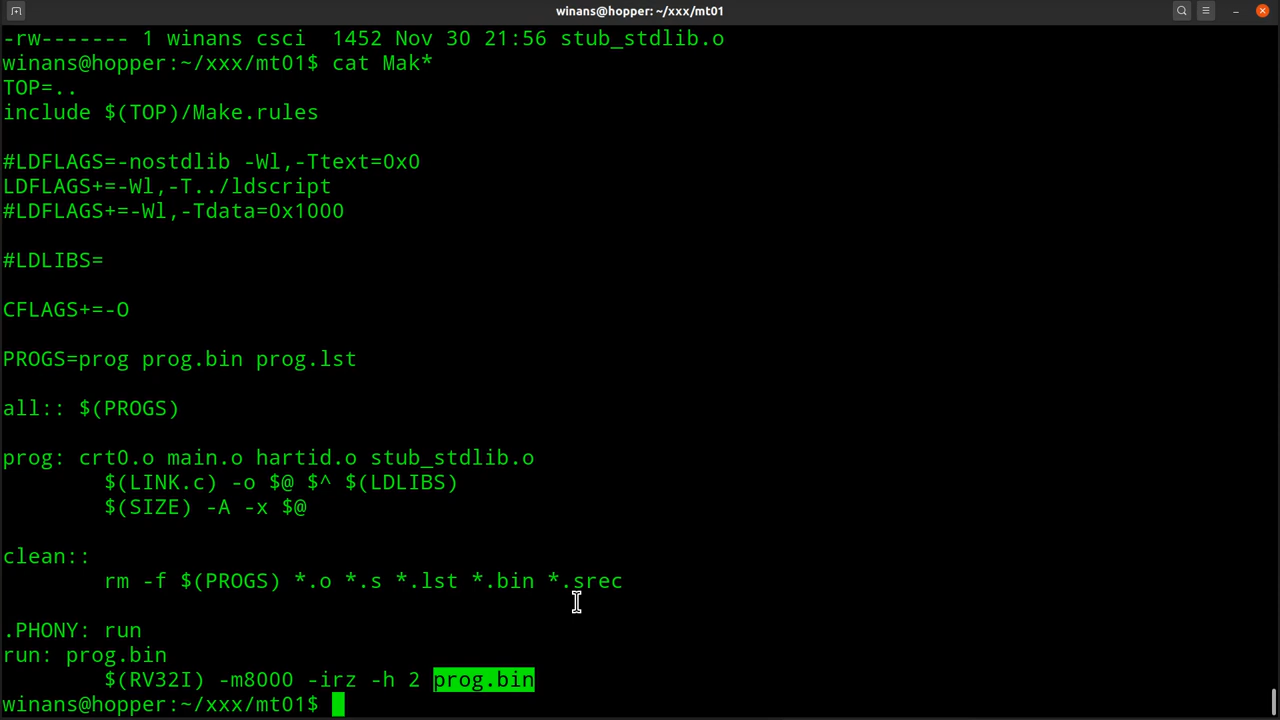 winans@hopper: ~/xxx/mt01
-rw------- 1 winans csci  1452 Nov 30 21:56 stub_stdlib.o
winans@hopper:~/xxx/mt01$ cat Mak*
TOP=..
include $(TOP)/Make.rules

#LDFLAGS=-nostdlib -Wl,-Ttext=0x0
LDFLAGS+=-Wl,-T../ldscript
#LDFLAGS+=-Wl,-Tdata=0x1000

#LDLIBS=

CFLAGS+=-O

PROGS=prog prog.bin prog.lst

all:: $(PROGS)

prog: crt0.o main.o hartid.o stub_stdlib.o
        $(LINK.c) -o $@ $^ $(LDLIBS)
        $(SIZE) -A -x $@

clean::
        rm -f $(PROGS) *.o *.s *.lst *.bin *.srec

.PHONY: run
run: prog.bin
        $(RV32I) -m8000 -irz -h 2 prog.bin
winans@hopper:~/xxx/mt01$